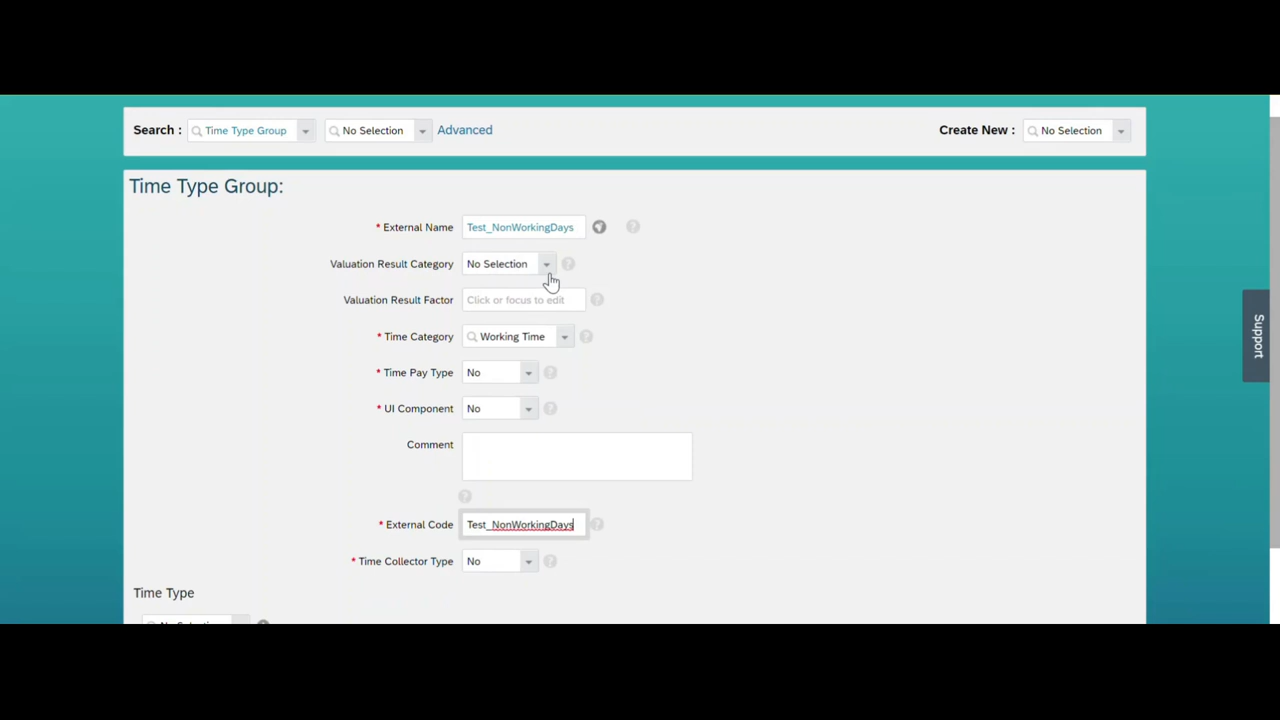 Search : Time Type Group No Selection Advanced Create New : No Selection
Time Type Group:
* External Name Test_NonWorkingDays ?
Valuation Result Category No Selection ?
Valuation Result Factor Click or focus to edit ?
* Time Category Working Time ?
* Time Pay Type No ?
* UI Component No ?
Comment
?
* External Code Test_NonWorkingDays ?
* Time Collector Type No ?
Time Type
Support